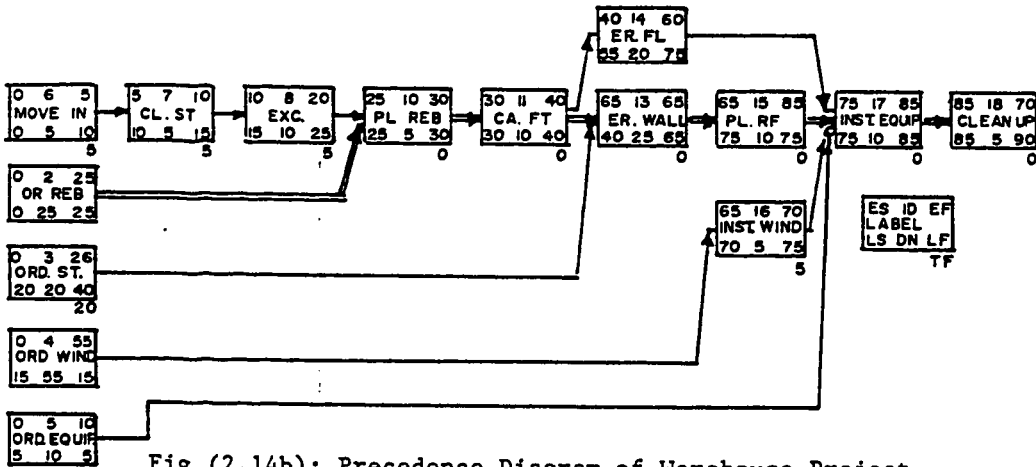 40 14 60
ER. FL
55 20 75
0 6 5
MOVE IN
0 5 10
5
5 7 10
CL. ST
10 5 15
5
10 8 20
EXC.
15 10 25
5
25 10 30
PL REB
25 5 30
0
30 11 40
CA. FT
30 10 40
0
65 13 65
ER. WALL
40 25 65
0
65 15 85
PL. RF
75 10 75
0
75 17 85
INST. EQUIP
75 10 85
0
85 18 70
CLEAN UP
85 5 90
0
0 2 25
OR REB
0 25 25
0 3 26
ORD. ST.
20 20 40
20
65 16 70
INST. WIND
70 5 75
5
ES ID EF
LABEL
LS DN LF
TF
0 4 55
ORD WIND
15 55 15
0 5 10
ORD. EQUIP
5 10 5
Fig (2.14b): Precedence Diagram of Warehouse Project